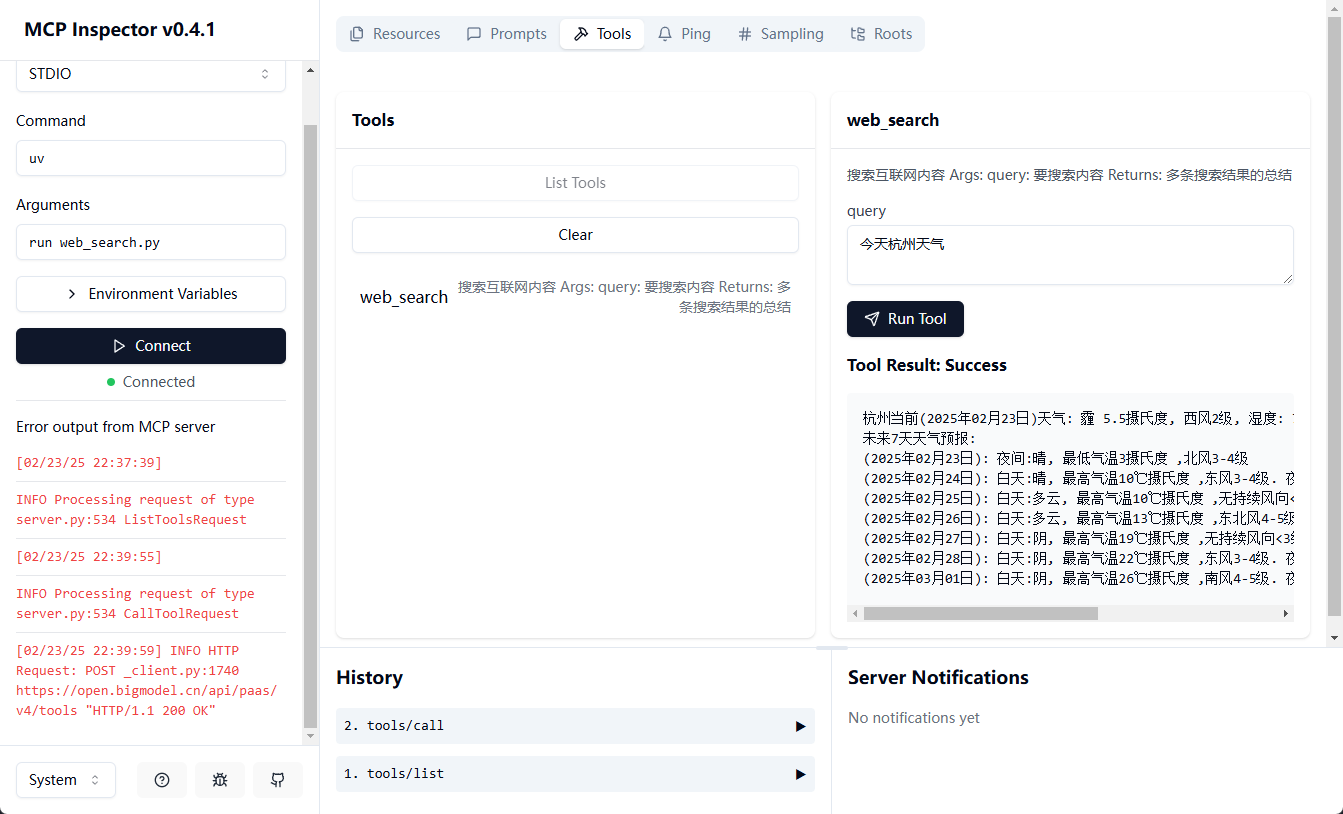 MCP Inspector v0.4.1
STDIO
Command
uv
Arguments
run web_search.py
Environment Variables
Connect
Connected
Error output from MCP server
[02/23/25 22:37:39]
INFO Processing request of type
server.py:534 ListToolsRequest
[02/23/25 22:39:55]
INFO Processing request of type
server.py:534 CallToolRequest
[02/23/25 22:39:59] INFO HTTP
Request: POST _client.py:1740
https://open.bigmodel.cn/api/paas/
v4/tools "HTTP/1.1 200 OK"
System
Resources
Prompts
Tools
Ping
Sampling
Roots
Tools
List Tools
Clear
web_search
搜索互联网内容 Args: query: 要搜索内容 Returns: 多
条搜索结果的总结
web_search
搜索互联网内容 Args: query: 要搜索内容 Returns: 多条搜索结果的总结
query
今天杭州天气
Run Tool
Tool Result: Success
杭州当前(2025年02月23日)天气: 霾 5.5摄氏度, 西风2级, 湿度:
未来7天天气预报:
(2025年02月23日): 夜间:晴, 最低气温3摄氏度 ,北风3-4级
(2025年02月24日): 白天:晴, 最高气温10℃摄氏度 ,东风3-4级. 夜
(2025年02月25日): 白天:多云, 最高气温10℃摄氏度 ,无持续风向<
(2025年02月26日): 白天:多云, 最高气温13℃摄氏度 ,东北风4-5级
(2025年02月27日): 白天:阴, 最高气温19℃摄氏度 ,无持续风向<3级
(2025年02月28日): 白天:阴, 最高气温22℃摄氏度 ,东风3-4级. 夜
(2025年03月01日): 白天:阴, 最高气温26℃摄氏度 ,南风4-5级. 夜
History
2. tools/call
1. tools/list
Server Notifications
No notifications yet